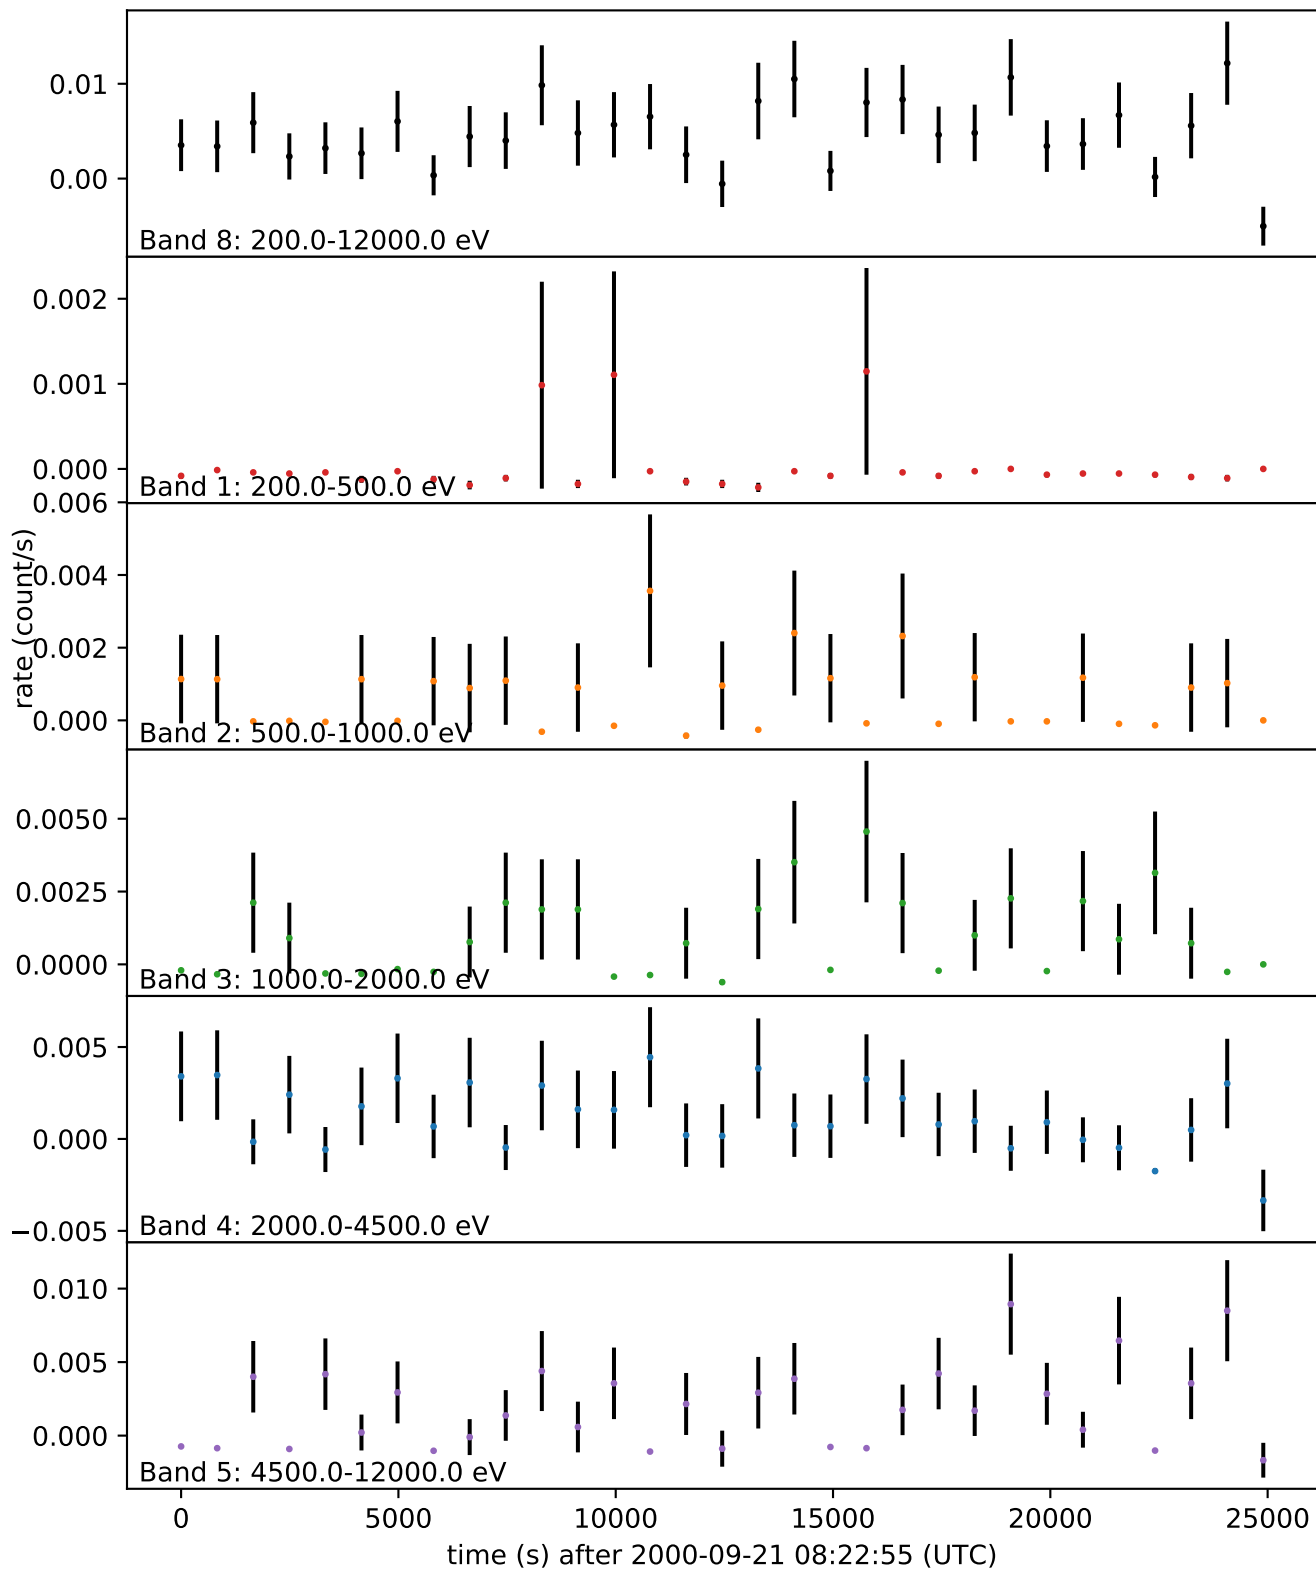 0.01
0.00
Band 8: 200.0-12000.0 eV
0.002
0.001
0.000
Band 1: 200.0-500.0 eV
rate (count/s)
0.006
0.004
0.002
0.000
Band 2: 500.0-1000.0 eV
0.0050
0.0025
0.0000
Band 3: 1000.0-2000.0 eV
0.005
0.000
−0.005
Band 4: 2000.0-4500.0 eV
0.010
0.005
0.000
Band 5: 4500.0-12000.0 eV
0 5000 10000 15000 20000 25000
time (s) after 2000-09-21 08:22:55 (UTC)